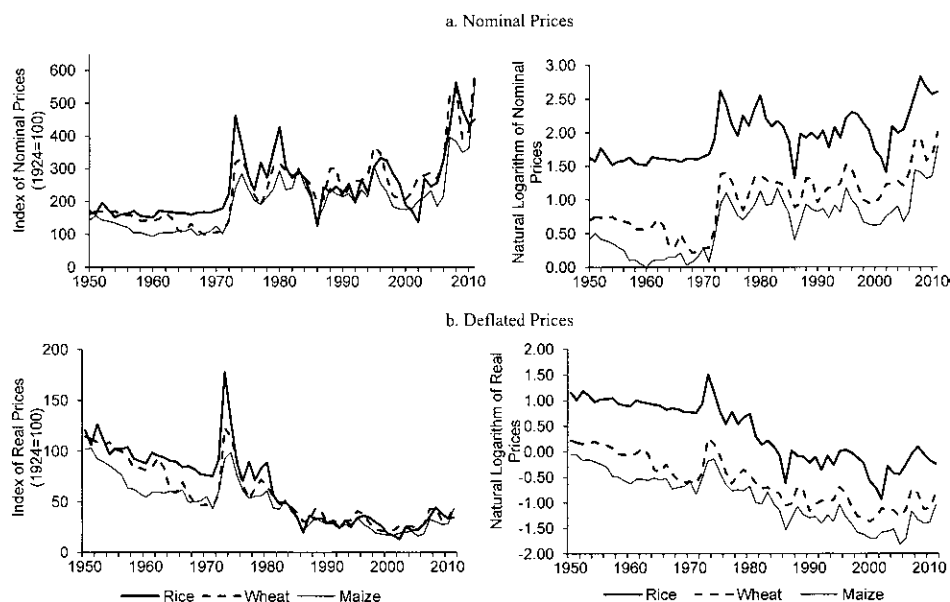 a. Nominal Prices
Index of Nominal Prices
(1924=100)
600
500
400
300
200
100
0
1950 1960 1970 1980 1990 2000 2010
Natural Logarithm of Nominal
Prices
3.00
2.50
2.00
1.50
1.00
0.50
0.00
1950 1960 1970 1980 1990 2000 2010
b. Deflated Prices
Index of Real Prices
(1924=100)
200
150
100
50
0
1950 1960 1970 1980 1990 2000 2010
Rice Wheat Maize
Natural Logarithm of Real
Prices
2.00
1.50
1.00
0.50
0.00
-0.50
-1.00
-1.50
-2.00
1950 1960 1970 1980 1990 2000 2010
Rice Wheat Maize